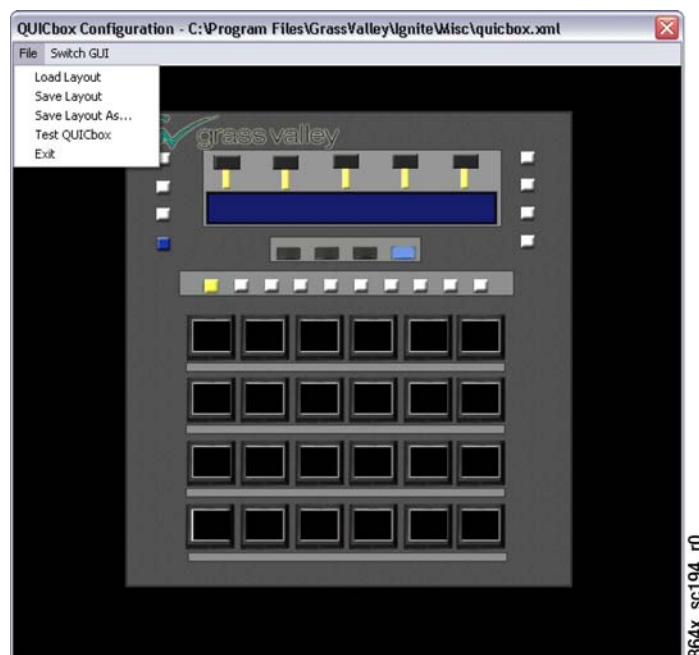 QUICbox Configuration - C:\Program Files\GrassValley\Ignite\Misc\quicbox.xml
File Switch GUI
Load Layout
Save Layout
Save Layout As...
Test QUICbox
Exit
grass valley
864x_sc194_r0